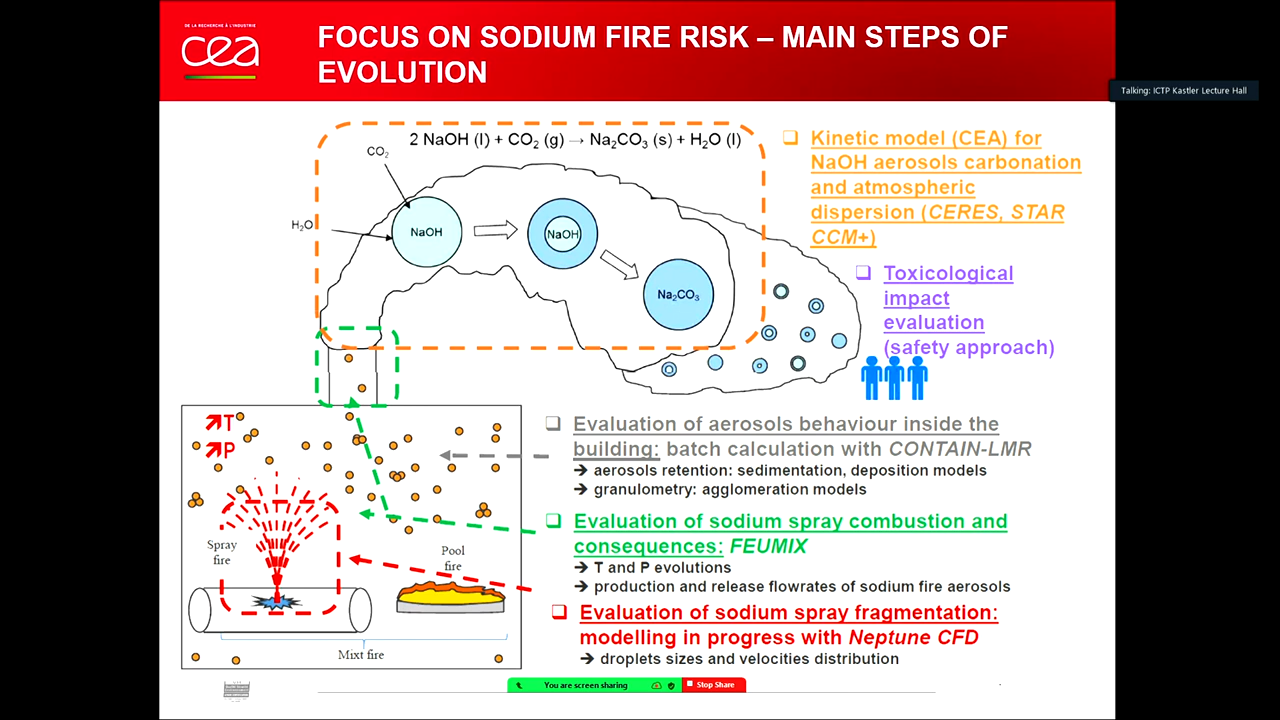 DE LA RECHERCHE À L'INDUSTRIE
cea
FOCUS ON SODIUM FIRE RISK – MAIN STEPS OF
EVOLUTION
Talking: ICTP Kastler Lecture Hall
2 NaOH (l) + CO₂ (g) → Na₂CO₃ (s) + H₂O (l)
CO₂
H₂O
NaOH
NaOH
Na₂CO₃
❑ Kinetic model (CEA) for
NaOH aerosols carbonation
and atmospheric
dispersion (CERES, STAR
CCM+)
❑ Toxicological
impact
evaluation
(safety approach)
T
P
Spray
fire
Pool
fire
Mixt fire
❑ Evaluation of aerosols behaviour inside the
building: batch calculation with CONTAIN-LMR
→ aerosols retention: sedimentation, deposition models
→ granulometry: agglomeration models
❑ Evaluation of sodium spray combustion and
consequences: FEUMIX
→ T and P evolutions
→ production and release flowrates of sodium fire aerosols
❑ Evaluation of sodium spray fragmentation:
modelling in progress with Neptune CFD
→ droplets sizes and velocities distribution
You are screen sharing
Stop Share